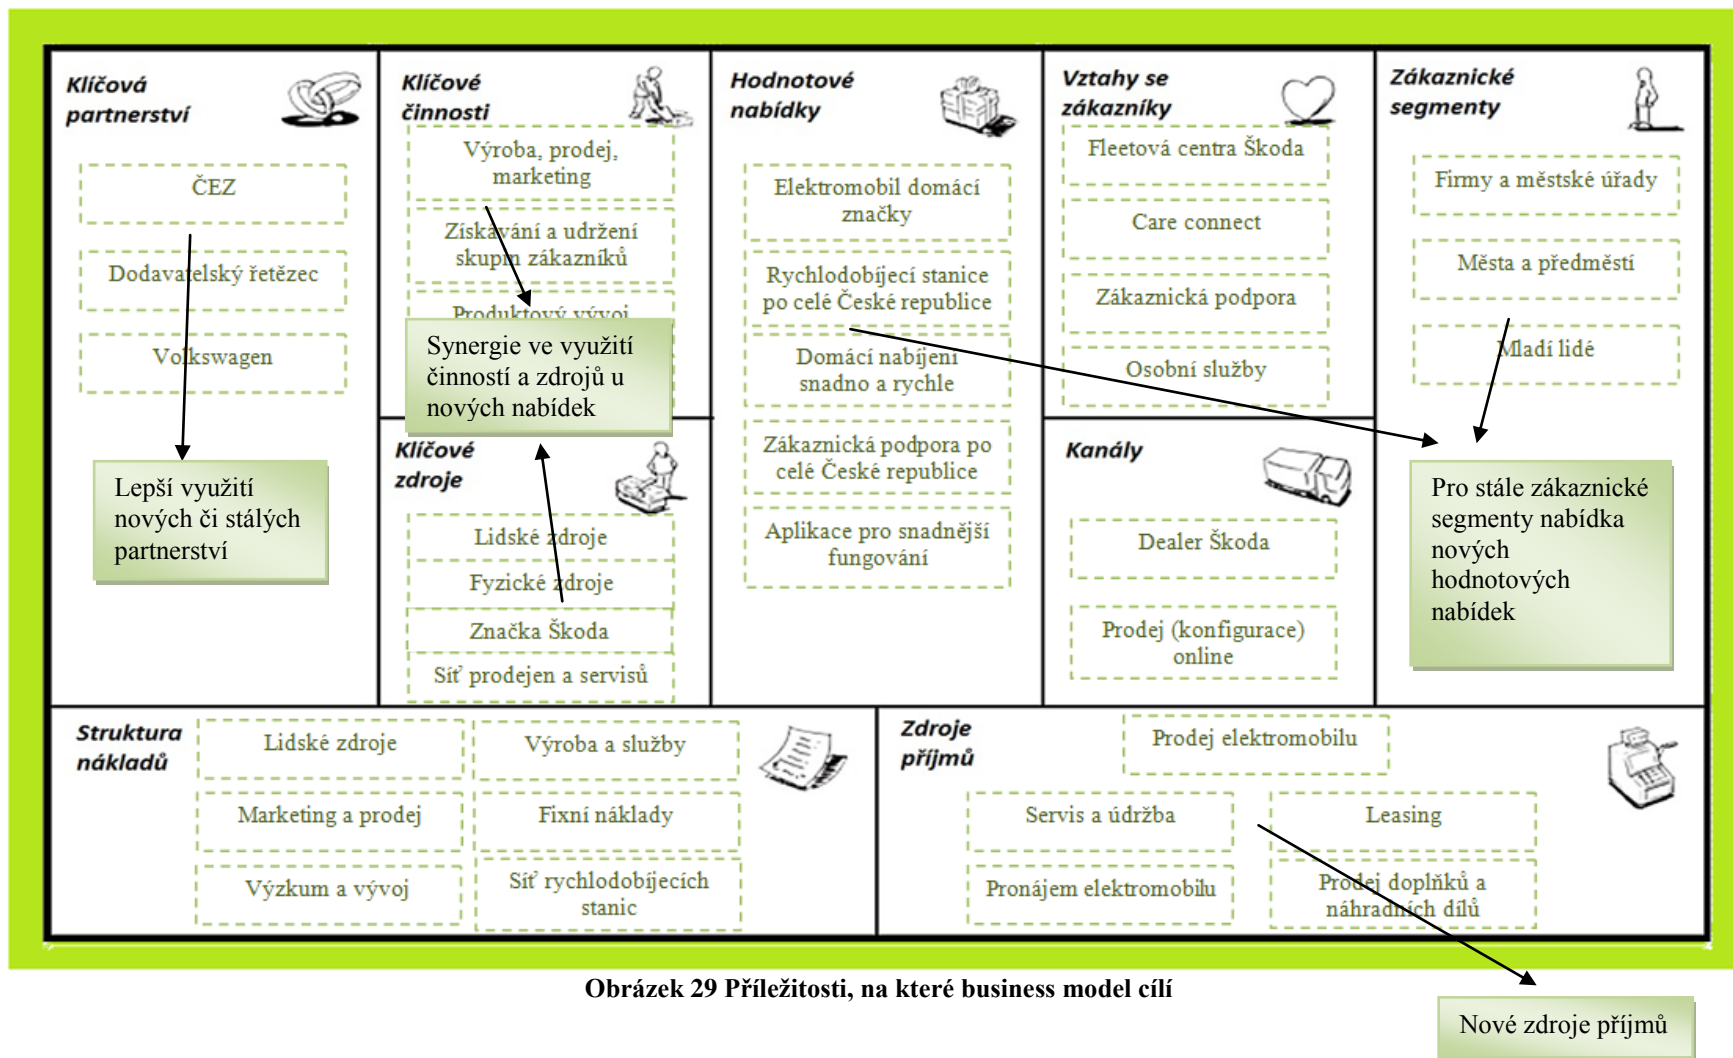 Klíčová
partnerství
ČEZ
Dodavatelský řetězec
Volkswagen
Lepší využití
nových či stálých
partnerství
Klíčové
činnosti
Výroba, prodej,
marketing
Získávání a udržení
skupin zákazníků
Produktový vývoj
Synergie ve využití
činností a zdrojů u
nových nabídek
Klíčové
zdroje
Lidské zdroje
Fyzické zdroje
Značka Škoda
Síť prodejen a servisů
Hodnotové
nabídky
Elektromobil domácí
značky
Rychlodobíjecí stanice
po celé České republice
Domácí nabíjení
snadno a rychle
Zákaznická podpora po
celé České republice
Aplikace pro snadnější
fungování
Vztahy se
zákazníky
Fleetová centra Škoda
Care connect
Zákaznická podpora
Osobní služby
Kanály
Dealer Škoda
Prodej (konfigurace)
online
Zákaznické
segmenty
Firmy a městské úřady
Města a předměstí
Mladí lidé
Pro stále zákaznické
segmenty nabídka
nových
hodnotových
nabídek
Struktura
nákladů
Lidské zdroje
Výroba a služby
Marketing a prodej
Fixní náklady
Výzkum a vývoj
Síť rychlodobíjecích
stanic
Zdroje
příjmů
Prodej elektromobilu
Servis a údržba
Leasing
Pronájem elektromobilu
Prodej doplňků a
náhradních dílů
Obrázek 29 Příležitosti, na které business model cílí
Nové zdroje příjmů